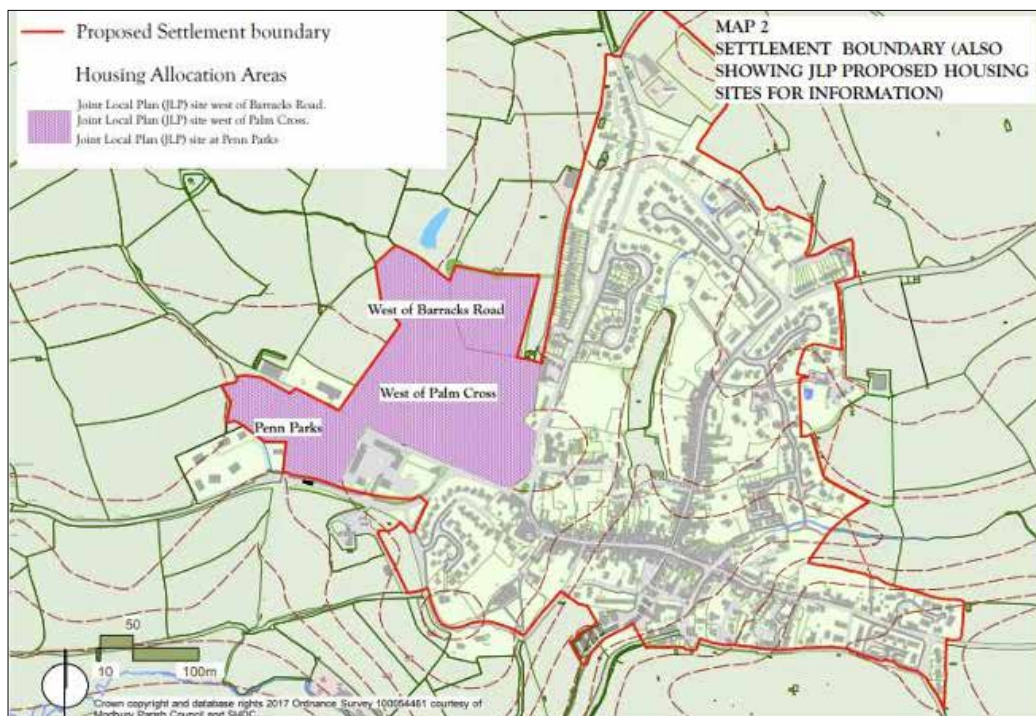 Proposed Settlement boundary
Housing Allocation Areas
Joint Local Plan (JLP) site west of Barracks Road.
Joint Local Plan (JLP) site west of Palm Cross.
Joint Local Plan (JLP) site at Penn Parks
MAP 2
SETTLEMENT BOUNDARY (ALSO
SHOWING JLP PROPOSED HOUSING
SITES FOR INFORMATION)
West of Barracks Road
West of Palm Cross
Penn Parks
50
10 100m
Crown copyright and database rights 2017 Ordnance Survey 100054461 courtesy of
Modbury Parish Council and SHDC